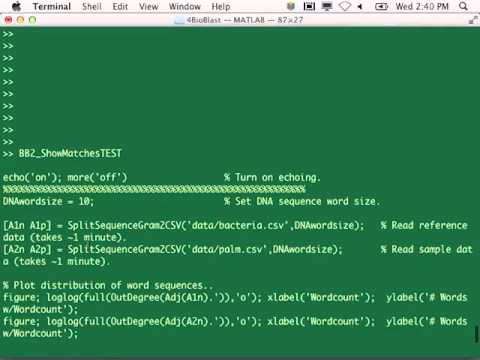 Terminal Shell Edit View Window Help Wed 2:40 PM
4BioBlast — MATLAB — 87×27
>>
>>
>>
>>
>>
>>
>>
>>
>>
>> BB2_ShowMatchesTEST
echo('on'); more('off') % Turn on echoing.
%%%%%%%%%%%%%%%%%%%%%%%%%%%%%%%%%%%%%%%%%%%%%%%%%%%%%%%%
DNAwordsize = 10; % Set DNA sequence word size.
[A1n A1p] = SplitSequenceGram2CSV('data/bacteria.csv',DNAwordsize); % Read reference
data (takes ~1 minute).
[A2n A2p] = SplitSequenceGram2CSV('data/palm.csv',DNAwordsize); % Read sample dat
a (takes ~1 minute).
% Plot distribution of word sequences..
figure; loglog(full(OutDegree(Adj(A1n).')),'o'); xlabel('Wordcount'); ylabel('# Words
w/Wordcount');
figure; loglog(full(OutDegree(Adj(A2n).')),'o'); xlabel('Wordcount'); ylabel('# Words
w/Wordcount');